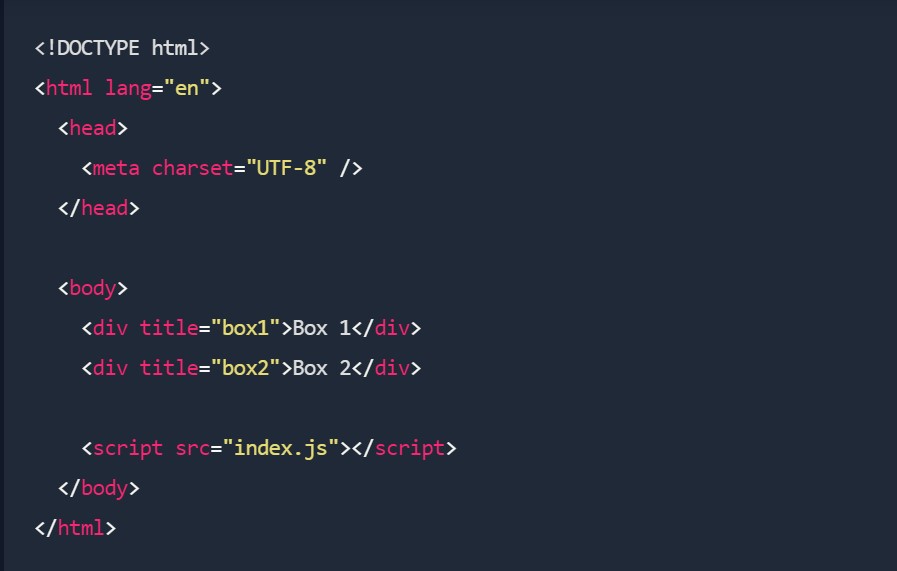 <!DOCTYPE html>
<html lang="en">
  <head>
    <meta charset="UTF-8" />
  </head>

  <body>
    <div title="box1">Box 1</div>
    <div title="box2">Box 2</div>

    <script src="index.js"></script>
  </body>
</html>